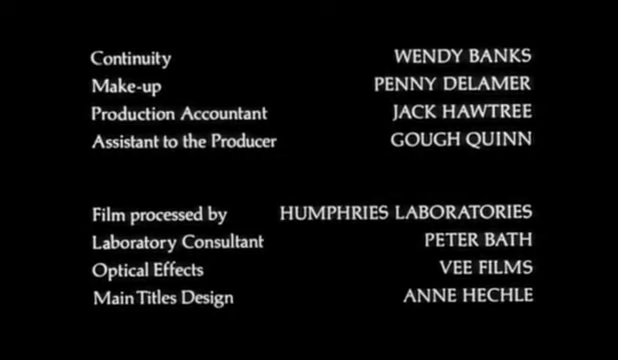 Continuity WENDY BANKS
Make-up PENNY DELAMER
Production Accountant JACK HAWTREE
Assistant to the Producer GOUGH QUINN
Film processed by HUMPHRIES LABORATORIES
Laboratory Consultant PETER BATH
Optical Effects VEE FILMS
Main Titles Design ANNE HECHLE